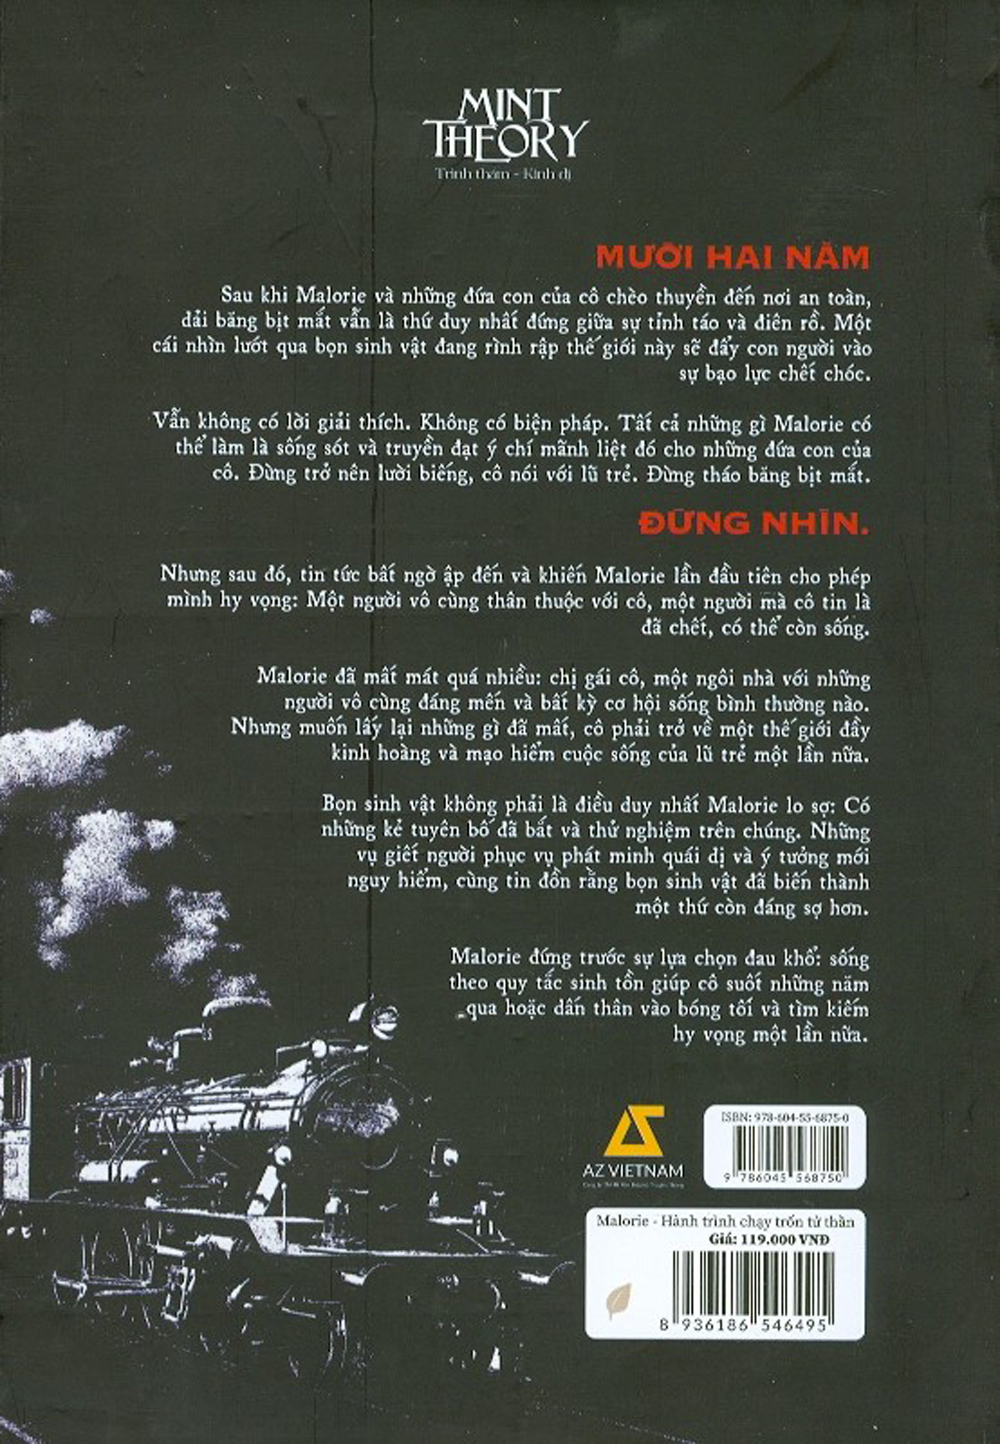 MINT
THEORY
Trinh thám - Kinh dị
MƯỜI HAI NĂM
Sau khi Malorie và những đứa con của cô chèo thuyền đến nơi an toàn,
dải băng bịt mắt vẫn là thứ duy nhất đứng giữa sự tỉnh táo và điên rồ. Một
cái nhìn lướt qua bọn sinh vật đang rình rập thế giới này sẽ đẩy con người vào
sự bạo lực chết chóc.
Vẫn không có lời giải thích. Không có biện pháp. Tất cả những gì Malorie có
thể làm là sống sót và truyền đạt ý chí mãnh liệt đó cho những đứa con của
cô. Đừng trở nên lười biếng, cô nói với lũ trẻ. Đừng tháo băng bịt mắt.
ĐỪNG NHÌN.
Nhưng sau đó, tin tức bất ngờ ập đến và khiến Malorie lần đầu tiên cho phép
mình hy vọng: Một người vô cùng thân thuộc với cô, một người mà cô tin là
đã chết, có thể còn sống.
Malorie đã mất mát quá nhiều: chị gái cô, một ngôi nhà với những
người vô cùng đáng mến và bất kỳ cơ hội sống bình thường nào.
Nhưng muốn lấy lại những gì đã mất, cô phải trở về một thế giới đầy
kinh hoàng và mạo hiểm cuộc sống của lũ trẻ một lần nữa.
Bọn sinh vật không phải là điều duy nhất Malorie lo sợ: Có
những kẻ tuyên bố đã bắt và thử nghiệm trên chúng. Những
vụ giết người phục vụ phát minh quái dị và ý tưởng mới
nguy hiểm, cùng tin đồn rằng bọn sinh vật đã biến thành
một thứ còn đáng sợ hơn.
Malorie đứng trước sự lựa chọn đau khổ: sống
theo quy tắc sinh tồn giúp cô suốt những năm
qua hoặc dấn thân vào bóng tối và tìm kiếm
hy vọng một lần nữa.
AZ VIETNAM
ISBN: 978-604-55-6875-0
9 786045 568750
Malorie - Hành trình chạy trốn tử thần
Giá: 119.000 VNĐ
8 936186 546495